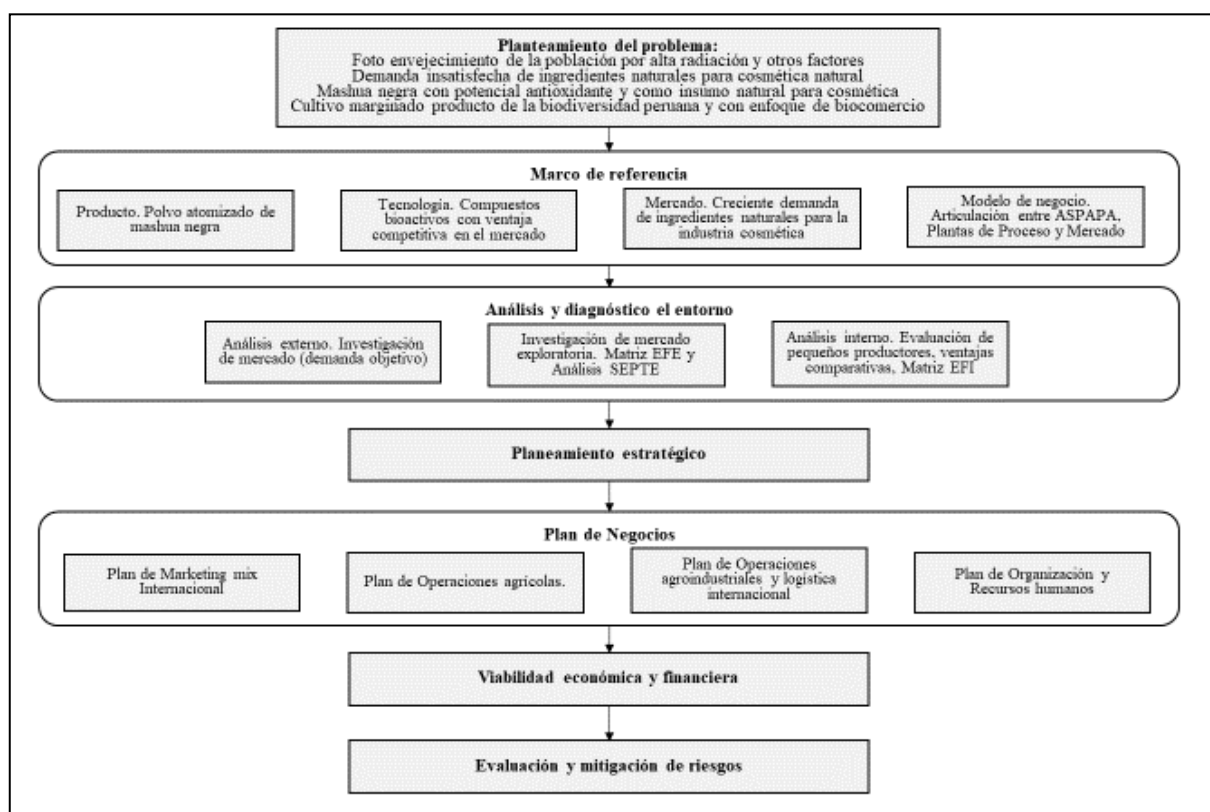 Planteamiento del problema:
Foto envejecimiento de la población por alta radiación y otros factores
Demanda insatisfecha de ingredientes naturales para cosmética natural
Mashua negra con potencial antioxidante y como insumo natural para cosmética
Cultivo marginado producto de la biodiversidad peruana y con enfoque de biocomercio
Marco de referencia
Producto. Polvo atomizado de
mashua negra
Tecnología. Compuestos
bioactivos con ventaja
competitiva en el mercado
Mercado. Creciente demanda
de ingredientes naturales para la
industria cosmética
Modelo de negocio.
Articulación entre ASPAPA,
Plantas de Proceso y Mercado
Análisis y diagnóstico el entorno
Análisis externo. Investigación
de mercado (demanda objetivo)
Investigación de mercado
exploratoria. Matriz EFE y
Análisis SEPTE
Análisis interno. Evaluación de
pequeños productores, ventajas
comparativas, Matriz EFI
Planeamiento estratégico
Plan de Negocios
Plan de Marketing mix
Internacional
Plan de Operaciones agrícolas.
Plan de Operaciones
agroindustriales y logística
internacional
Plan de Organización y
Recursos humanos
Viabilidad económica y financiera
Evaluación y mitigación de riesgos